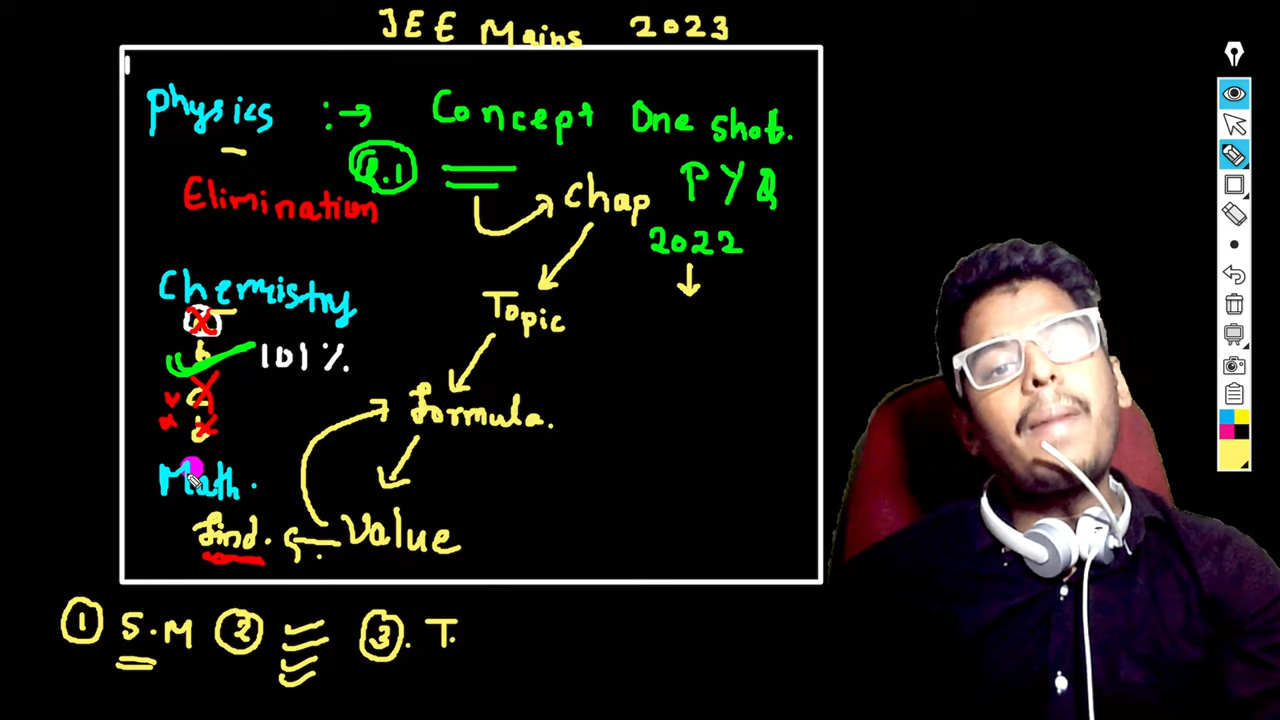 JEE Mains 2023
Physics :→ Concept One shot.
Q.1 Chap PYQ
Elimination
2022
Chemistry
Topic
b 101%
Formula.
Math.
find. Value
① S.M ② ③. T.